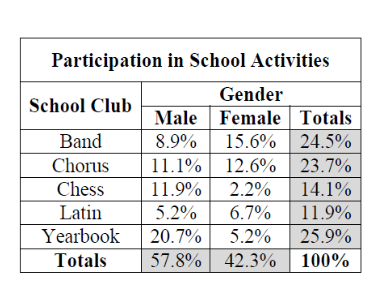 Participation in School Activities
School Club Gender
Male Female Totals
Band 8.9% 15.6% 24.5%
Chorus 11.1% 12.6% 23.7%
Chess 11.9% 2.2% 14.1%
Latin 5.2% 6.7% 11.9%
Yearbook 20.7% 5.2% 25.9%
Totals 57.8% 42.3% 100%